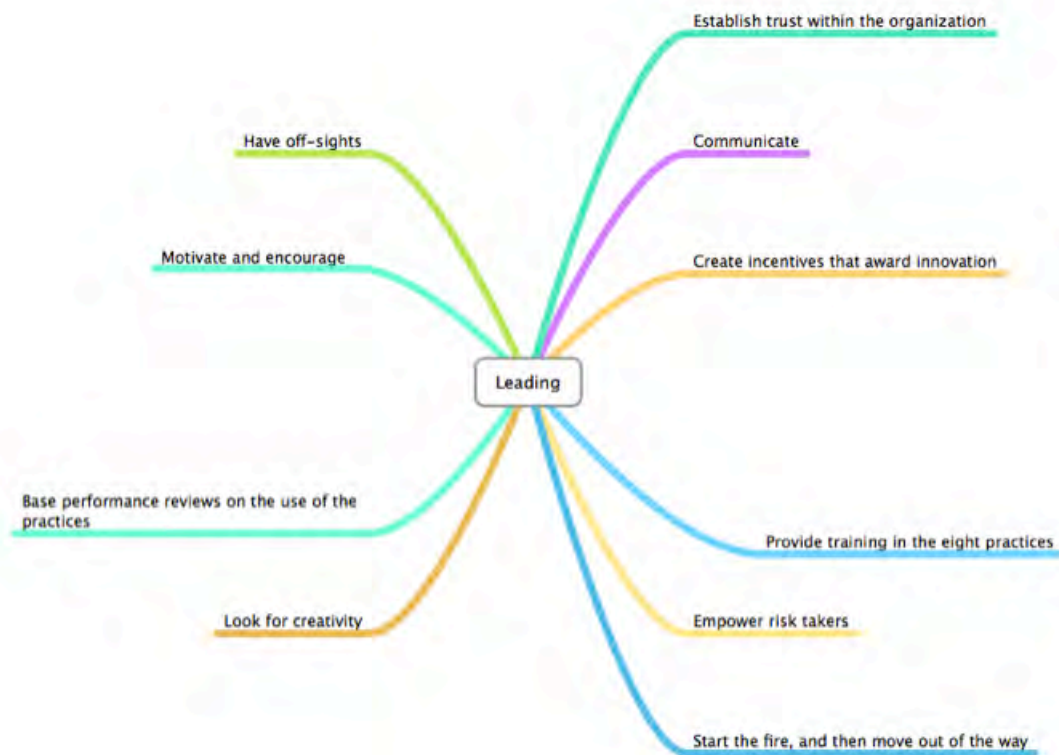 Establish trust within the organization
Have off-sights
Communicate
Motivate and encourage
Create incentives that award innovation
Leading
Base performance reviews on the use of the
practices
Provide training in the eight practices
Look for creativity
Empower risk takers
Start the fire, and then move out of the way